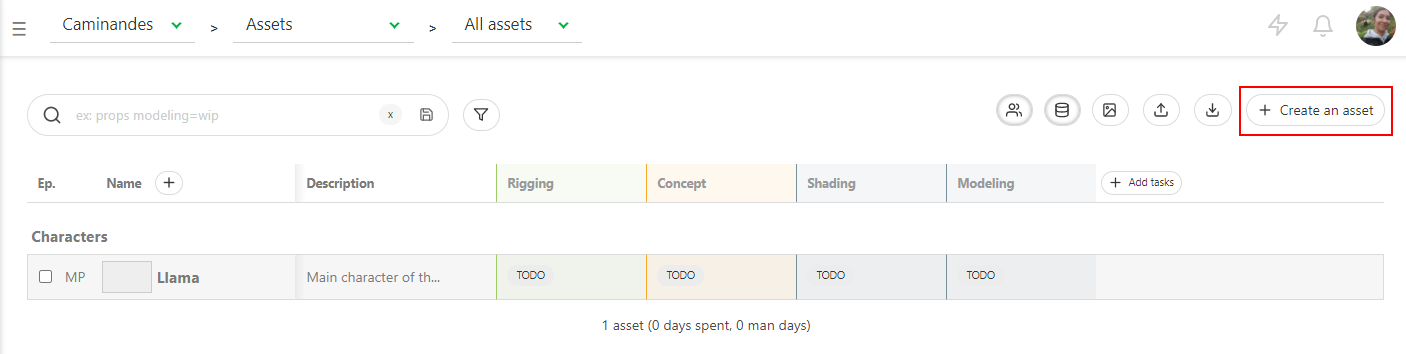 Caminandes > Assets > All assets
ex: props modeling=wip x + Create an asset
Ep. Name + Description Rigging Concept Shading Modeling + Add tasks
Characters
MP Llama Main character of th... TODO TODO TODO TODO
1 asset (0 days spent, 0 man days)